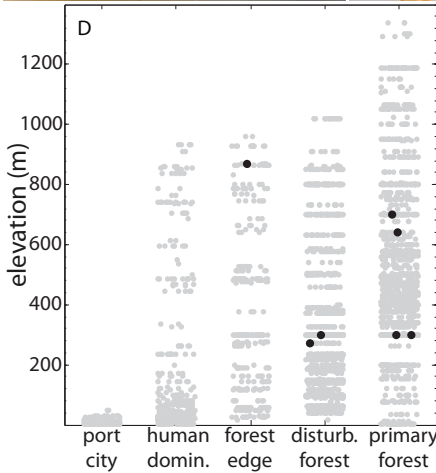 D
elevation (m)
1200
1000
800
600
400
200
port human forest disturb. primary
city domin. edge forest forest